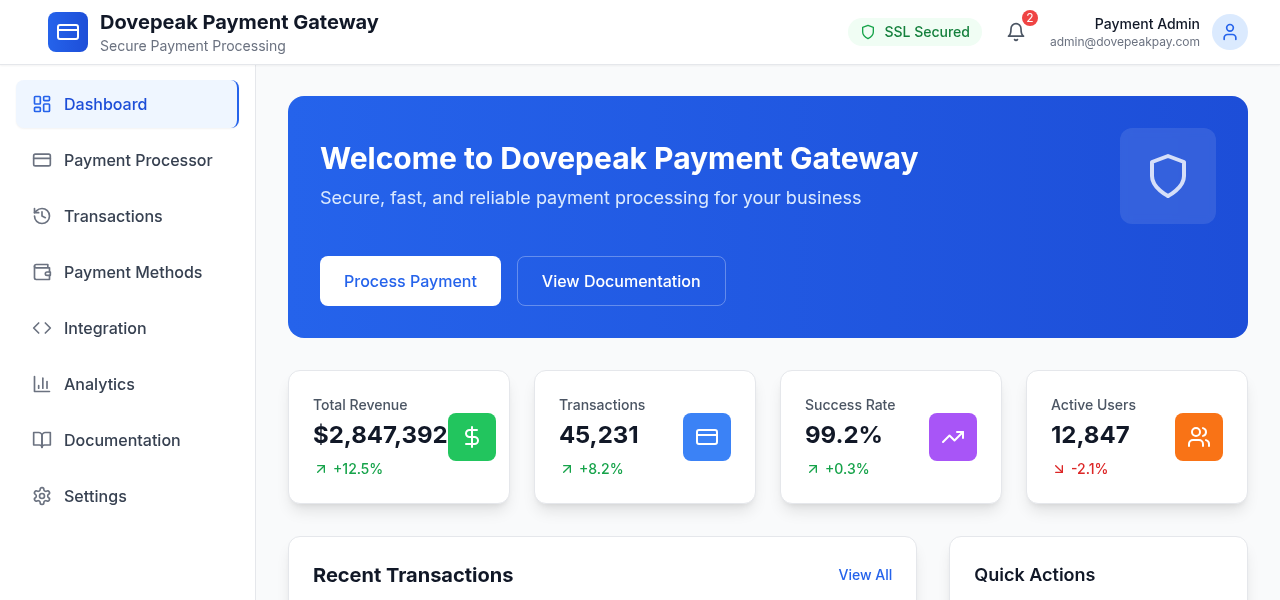 Dovepeak Payment Gateway
Secure Payment Processing
SSL Secured
2
Payment Admin
admin@dovepeakpay.com
Dashboard
Payment Processor
Transactions
Payment Methods
Integration
Analytics
Documentation
Settings
Welcome to Dovepeak Payment Gateway
Secure, fast, and reliable payment processing for your business
Process Payment
View Documentation
Total Revenue
$2,847,392
+12.5%
Transactions
45,231
+8.2%
Success Rate
99.2%
+0.3%
Active Users
12,847
-2.1%
Recent Transactions
View All
Quick Actions